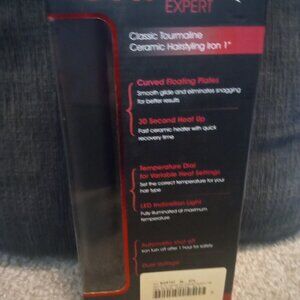 EXPERT
Classic Tourmaline
Ceramic Hairstyling Iron 1"
Curved Floating Plates
Smooth glide and eliminates snagging
for better results
30 Second Heat Up
Fast ceramic heater with quick
recovery time
Temperature Dial
for Variable Heat Settings
Set the correct temperature for your
hair type
LED Indication Light
Fully illuminated at maximum
temperature
Automatic shut-off
Iron turn off after 1 hour for safety
Dual Voltage